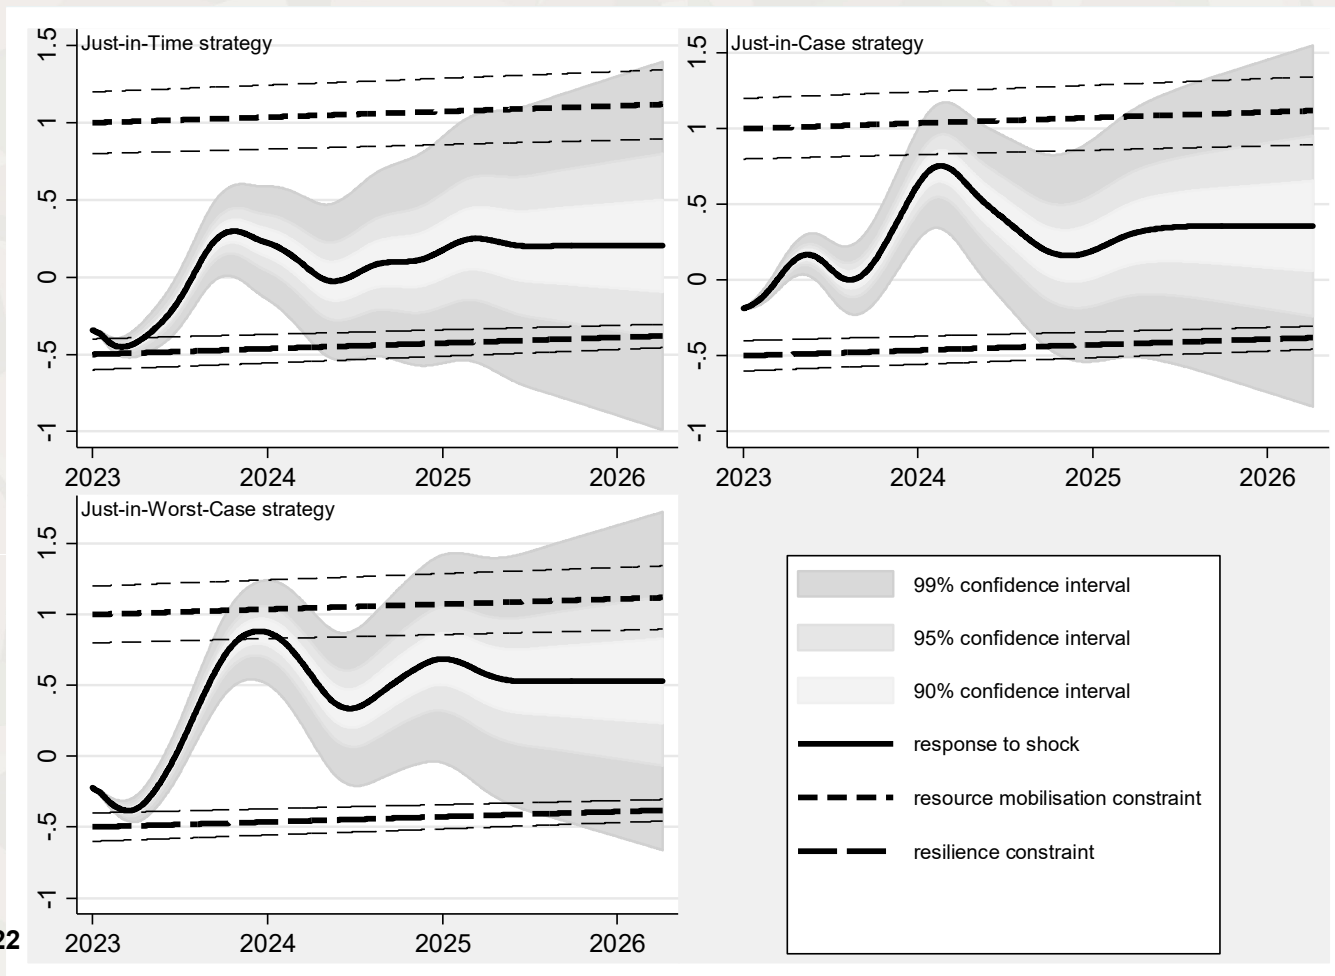 Just-in-Time strategy
1.5
1
.5
0
-.5
-1
2023 2024 2025 2026
Just-in-Case strategy
1.5
1
.5
0
-.5
-1
2023 2024 2025 2026
Just-in-Worst-Case strategy
1.5
1
.5
0
-.5
-1
2023 2024 2025 2026
99% confidence interval
95% confidence interval
90% confidence interval
response to shock
resource mobilisation constraint
resilience constraint
22